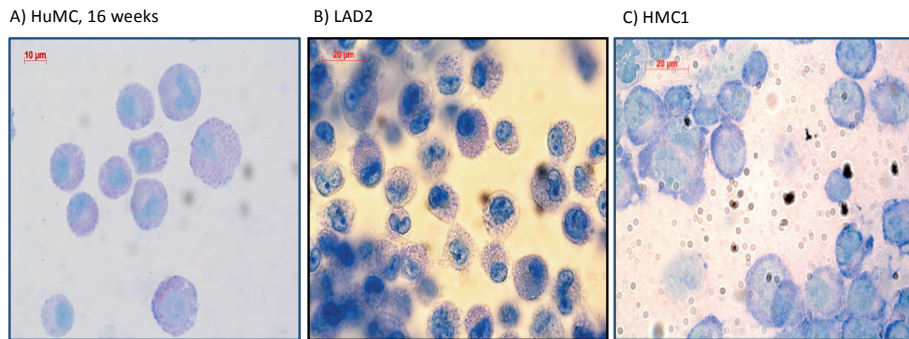 A) HuMC, 16 weeks
B) LAD2
C) HMC1
10 µm
20 µm
20 µm